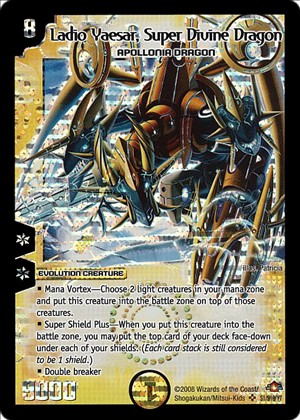 8
Ladio Yaesar, Super Divine Dragon
APOLLONIA DRAGON
Illus. Patricia
EVOLUTION CREATURE
▪ Mana Vortex—Choose 2 light creatures in your mana zone
and put this creature into the battle zone on top of those
creatures.
▪ Super Shield Plus—When you put this creature into the
battle zone, you may put the top card of your deck face-down
under each of your shields. (Each card stack is still considered
to be 1 shield.)
▪ Double breaker
©2008 Wizards of the Coast/
Shogakukan/Mitsui-Kids